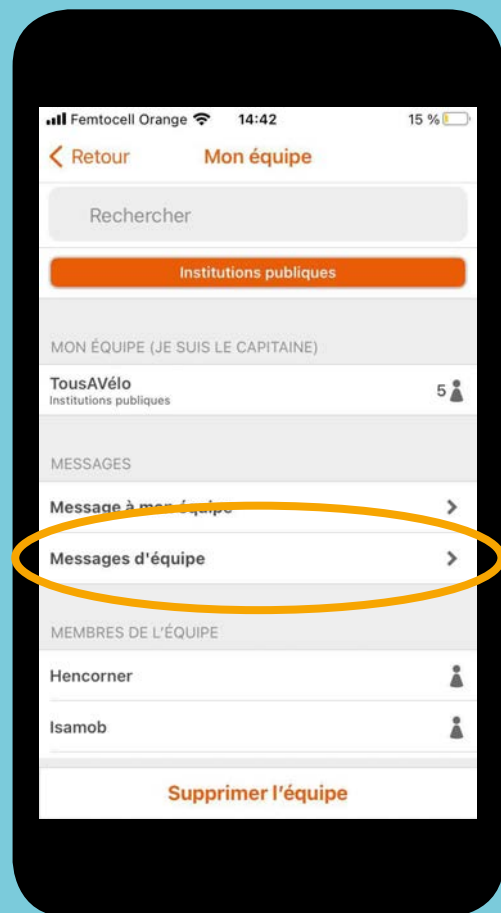 Femtocell Orange 14:42 15 %
Retour Mon équipe
Rechercher
Institutions publiques
MON ÉQUIPE (JE SUIS LE CAPITAINE)
TousAVélo 5
Institutions publiques
MESSAGES
Message à mon équipe
Messages d'équipe
MEMBRES DE L'ÉQUIPE
Hencorner
Isamob
Supprimer l'équipe